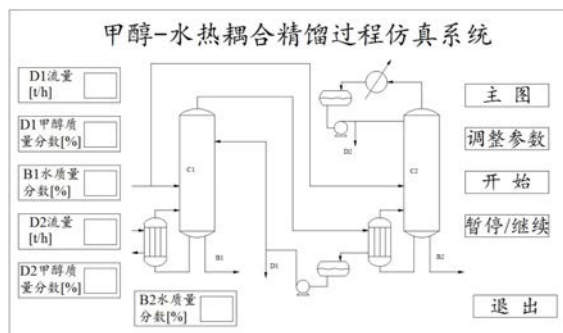 甲醇-水热耦合精馏过程仿真系统
D1流量
[t/h]
D1甲醇质
量分数[%]
B1水质量
分数[%]
D2流量
[t/h]
D2甲醇质
量分数[%]
B2水质量
分数[%]
C1
B1
D1
D2
C2
B2
主 图
调整参数
开 始
暂停/继续
退 出